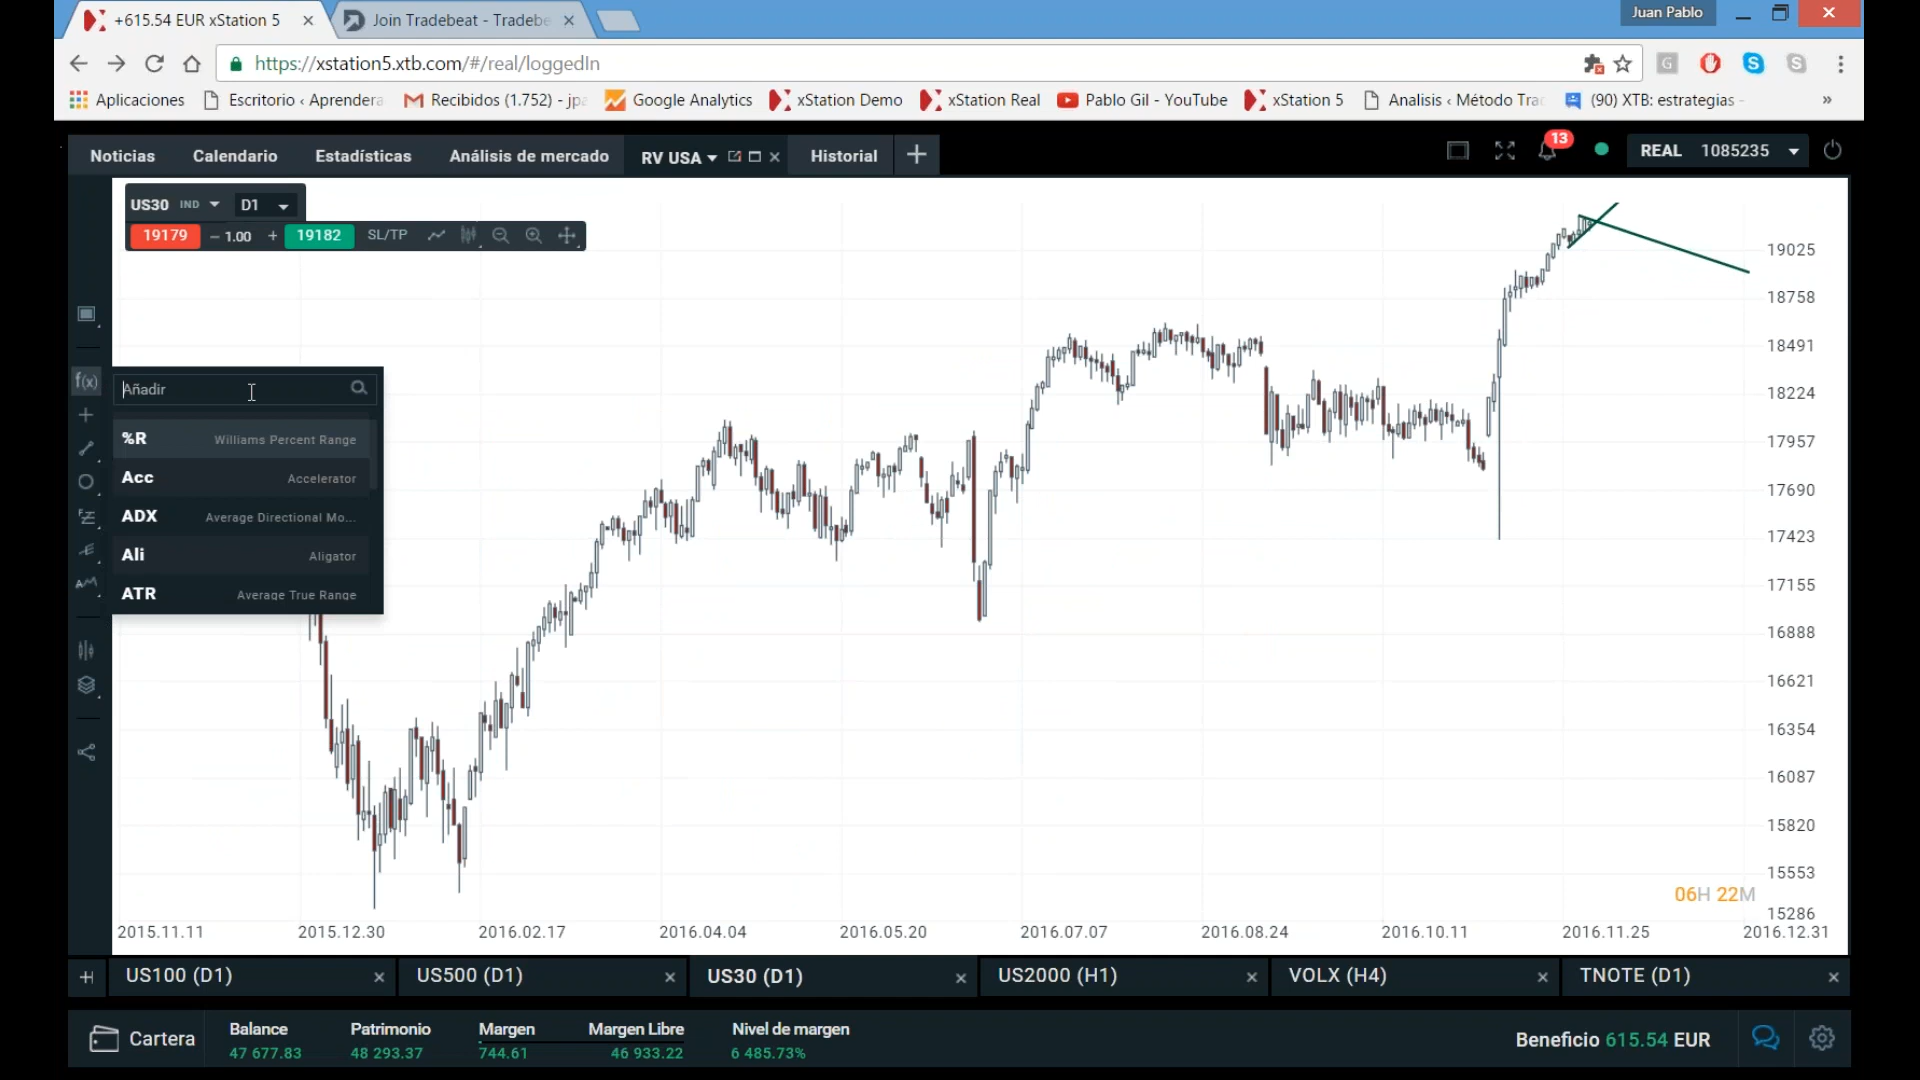 +615.54 EUR xStation 5
Join Tradebeat - Tradebe
Juan Pablo
https://xstation5.xtb.com/#/real/loggedIn
Aplicaciones
Escritorio ‹ Aprendera
Recibidos (1.752) - jpa
Google Analytics
xStation Demo
xStation Real
Pablo Gil - YouTube
xStation 5
Analisis ‹ Método Tra
(90) XTB: estrategias -
»
Noticias
Calendario
Estadísticas
Análisis de mercado
RV USA
Historial
13
REAL 1085235
US30 IND
D1
19179
– 1.00 +
19182
SL/TP
f(x)
Añadir
%R Williams Percent Range
Acc Accelerator
ADX Average Directional Mo...
Ali Aligator
ATR Average True Range
19025
18758
18491
18224
17957
17690
17423
17155
16888
16621
16354
16087
15820
15553
15286
06H 22M
2015.11.11
2015.12.30
2016.02.17
2016.04.04
2016.05.20
2016.07.07
2016.08.24
2016.10.11
2016.11.25
2016.12.31
US100 (D1)
US500 (D1)
US30 (D1)
US2000 (H1)
VOLX (H4)
TNOTE (D1)
Cartera
Balance
47 677.83
Patrimonio
48 293.37
Margen
744.61
Margen Libre
46 933.22
Nivel de margen
6 485.73%
Beneficio 615.54 EUR